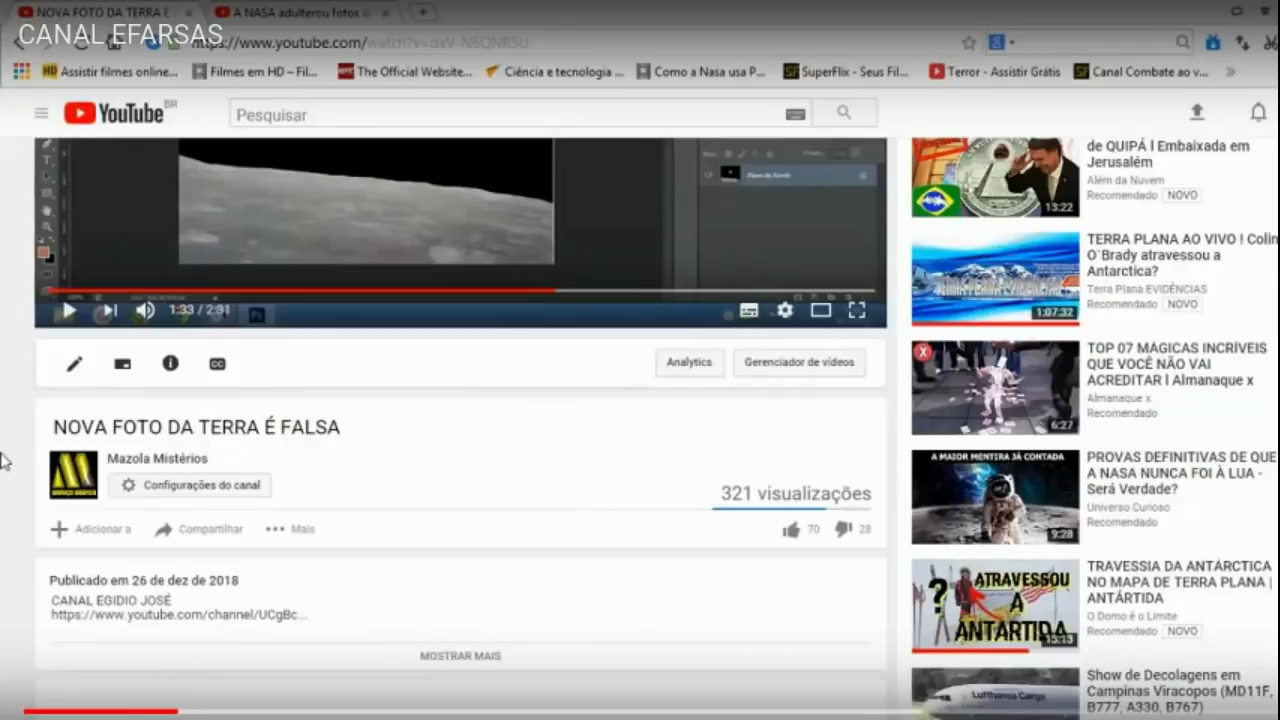 NOVA FOTO DA TERRA É
A NASA adulterou fotos d
CANAL EFARSAS
https://www.youtube.com/watch?v=dxV-N6QNRSU
HD Assistir filmes online...
Filmes em HD – Fil...
The Official Website...
Ciência e tecnologia ...
Como a Nasa usa P...
SuperFlix - Seus Fil...
Terror - Assistir Grátis
Canal Combate ao v...
YouTube BR
Pesquisar
1:33 / 2:31
Analytics
Gerenciador de vídeos
NOVA FOTO DA TERRA É FALSA
Mazola Mistérios
Configurações do canal
321 visualizações
Adicionar a
Compartilhar
Mais
70
28
Publicado em 26 de dez de 2018
CANAL EGIDIO JOSÉ
https://www.youtube.com/channel/UCgBc...
MOSTRAR MAIS
de QUIPÁ l Embaixada em
Jerusalém
Além da Nuvem
Recomendado NOVO
13:22
TERRA PLANA AO VIVO ! Colin
O`Brady atravessou a
Antarctica?
Terra Plana EVIDÊNCIAS
Recomendado NOVO
1:07:32
TOP 07 MÁGICAS INCRÍVEIS
QUE VOCÊ NÃO VAI
ACREDITAR l Almanaque x
Almanaque x
Recomendado
6:27
A MAIOR MENTIRA JÁ CONTADA
PROVAS DEFINITIVAS DE QUE
A NASA NUNCA FOI À LUA -
Será Verdade?
Universo Curioso
Recomendado
9:28
? ATRAVESSOU
A
ANTARTIDA
TRAVESSIA DA ANTÁRCTICA
NO MAPA DE TERRA PLANA |
ANTÁRTIDA
O Domo é o Limite
Recomendado NOVO
Lufthansa Cargo
Show de Decolagens em
Campinas Viracopos (MD11F,
B777, A330, B767)